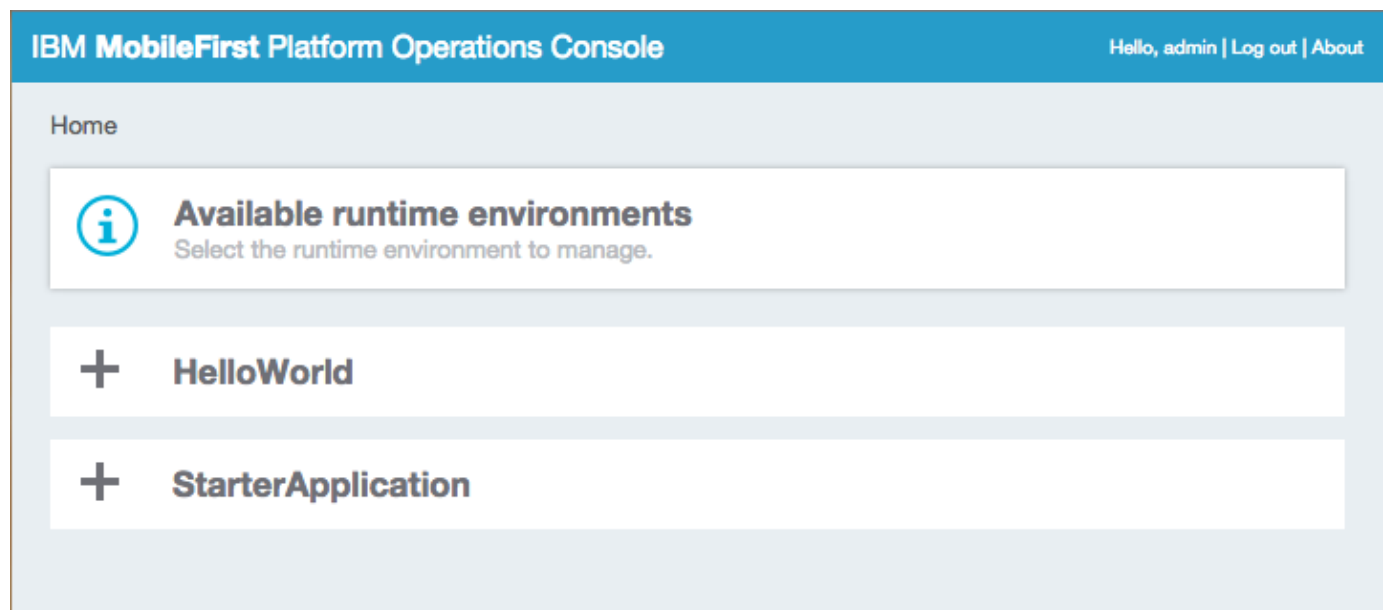 IBM MobileFirst Platform Operations Console
Hello, admin | Log out | About
Home
Available runtime environments
Select the runtime environment to manage.
HelloWorld
StarterApplication